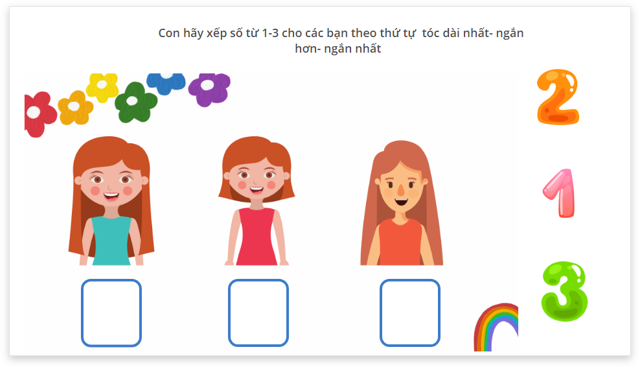 Con hãy xếp số từ 1-3 cho các bạn theo thứ tự tóc dài nhất- ngắn
hơn- ngắn nhất
2
1
3